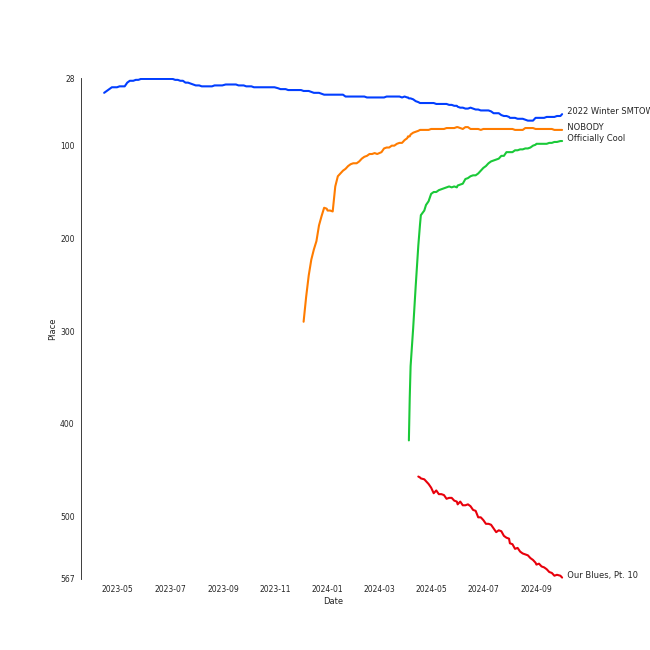 28
2022 Winter SMTOW
NOBODY
Officially Cool
100
200
300
Place
400
500
567
Our Blues, Pt. 10
2023-05 2023-07 2023-09 2023-11 2024-01 2024-03 2024-05 2024-07 2024-09
Date